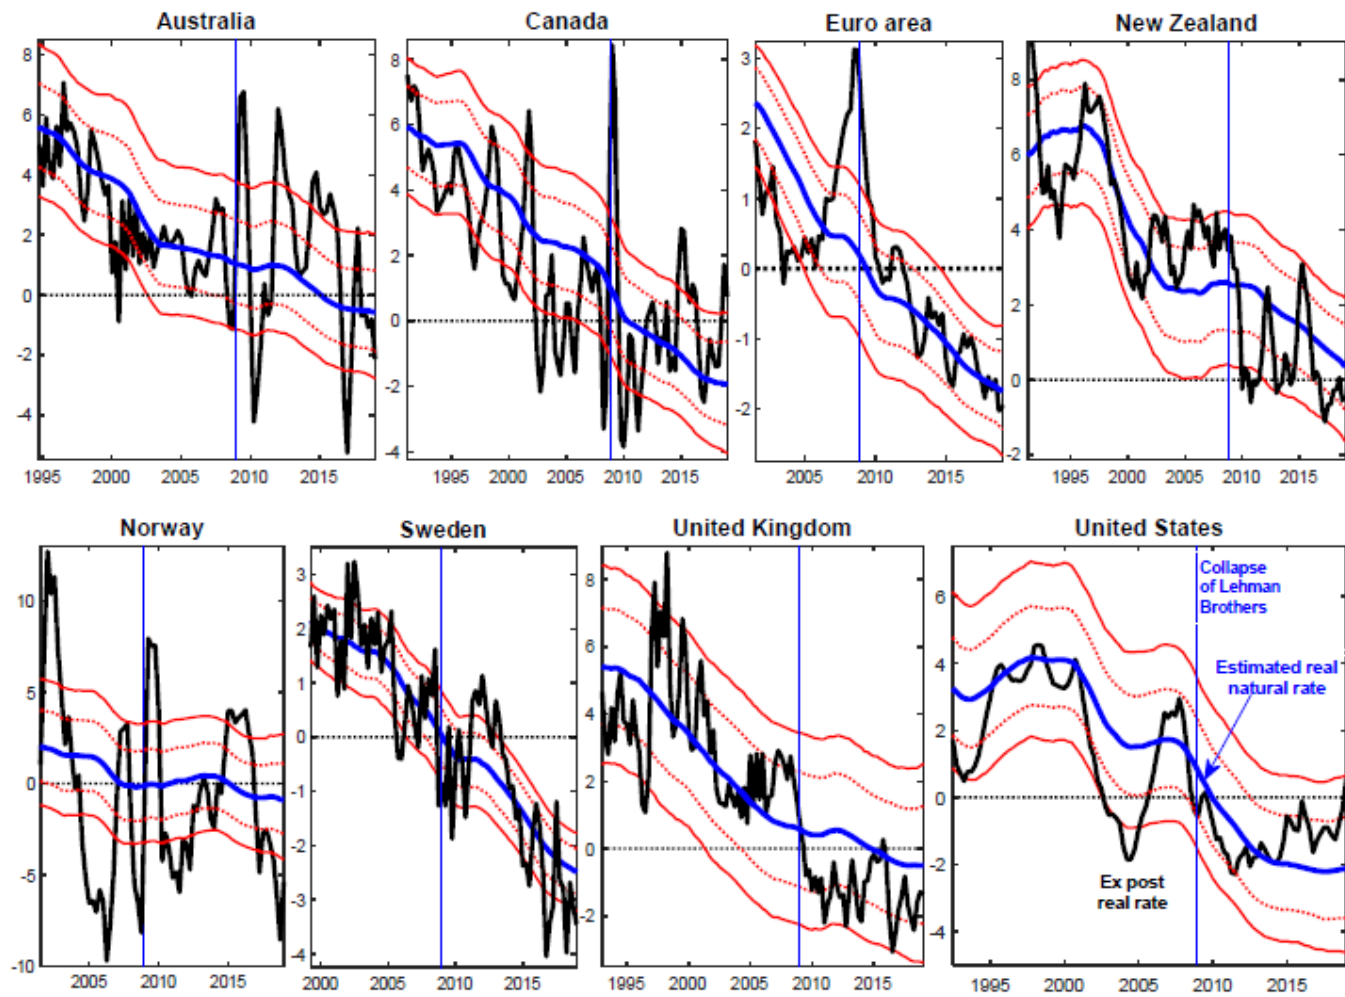 Australia
Canada
Euro area
New Zealand
8
6
4
2
0
-2
-4
1995 2000 2005 2010 2015
8
6
4
2
0
-2
-4
1995 2000 2005 2010 2015
3
2
1
0
-1
-2
2005 2010 2015
8
6
4
2
0
-2
1995 2000 2005 2010 2015
Norway
Sweden
United Kingdom
United States
10
5
0
-5
-10
2005 2010 2015
3
2
1
0
-1
-2
-3
-4
2000 2005 2010 2015
8
6
4
2
0
-2
1995 2000 2005 2010 2015
6
4
2
0
-2
-4
1995 2000 2005 2010 2015
Collapse
of Lehman
Brothers
Estimated real
natural rate
Ex post
real rate